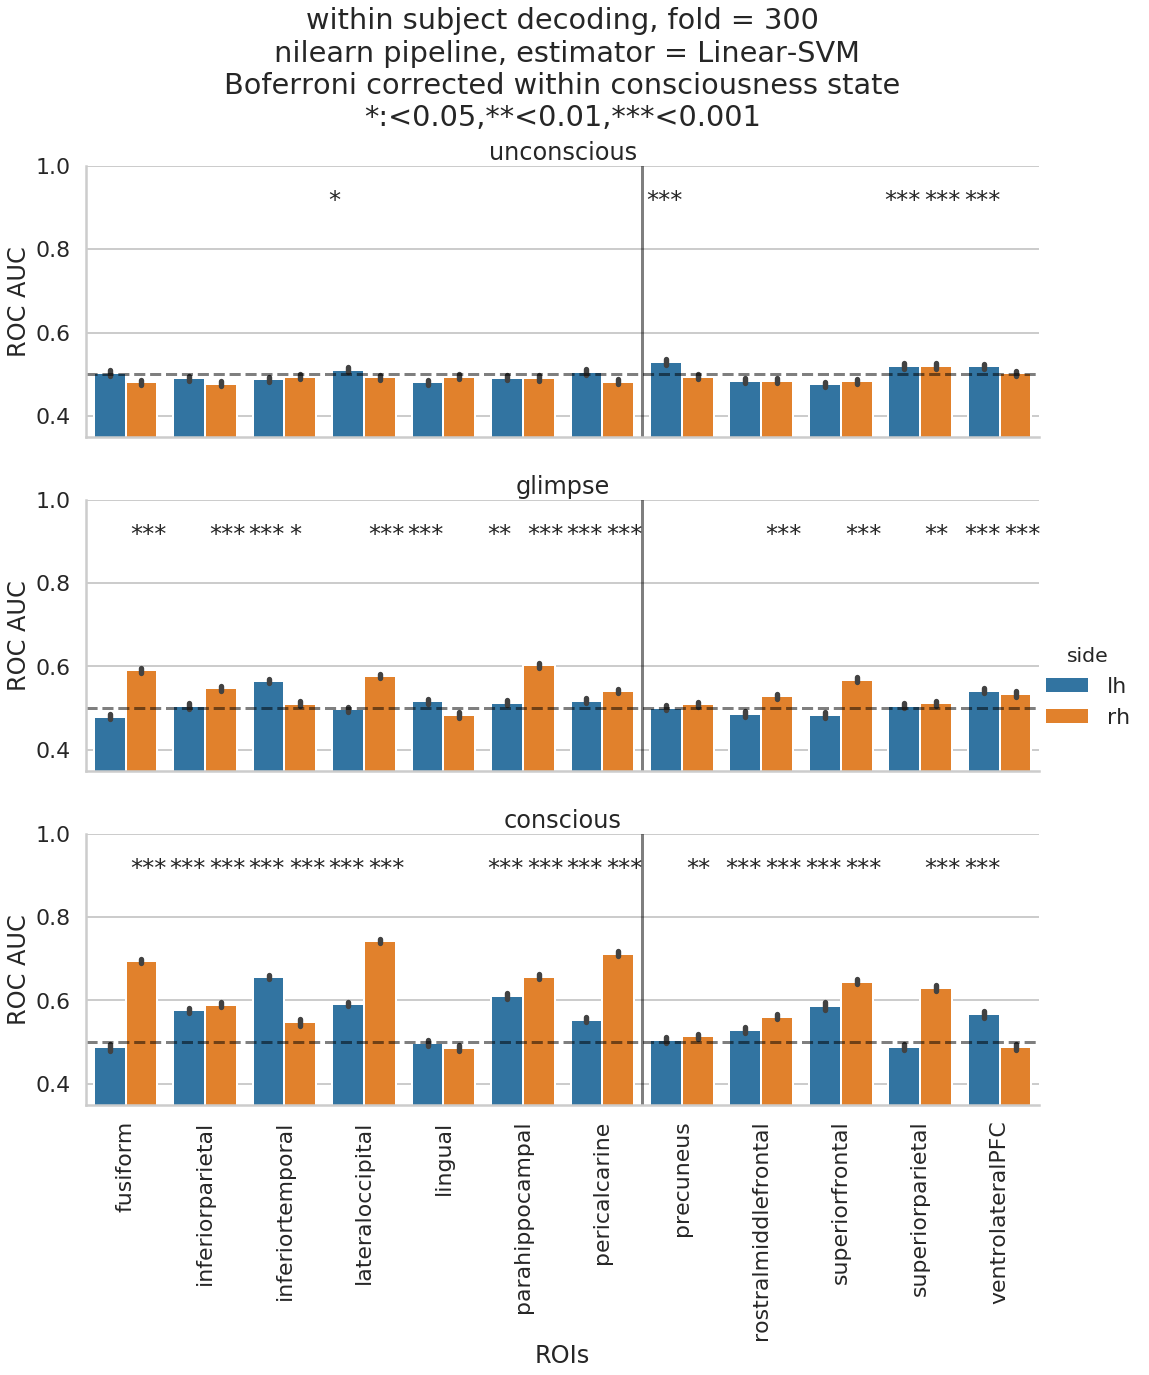 within subject decoding, fold = 300
nilearn pipeline, estimator = Linear-SVM
Boferroni corrected within consciousness state
*:<0.05,**<0.01,***<0.001
unconscious
1.0
* *** *** *** ***
0.8
ROC AUC
0.6
0.4
glimpse
1.0
*** *** *** * *** *** ** *** *** *** *** *** ** *** ***
0.8
ROC AUC
0.6
0.4
side
lh
rh
conscious
1.0
*** *** *** *** *** *** *** *** *** *** *** ** *** *** *** *** *** ***
0.8
ROC AUC
0.6
0.4
fusiform
inferiorparietal
inferiortemporal
lateraloccipital
lingual
parahippocampal
pericalcarine
precuneus
rostralmiddlefrontal
superiorfrontal
superiorparietal
ventrolateralPFC
ROIs